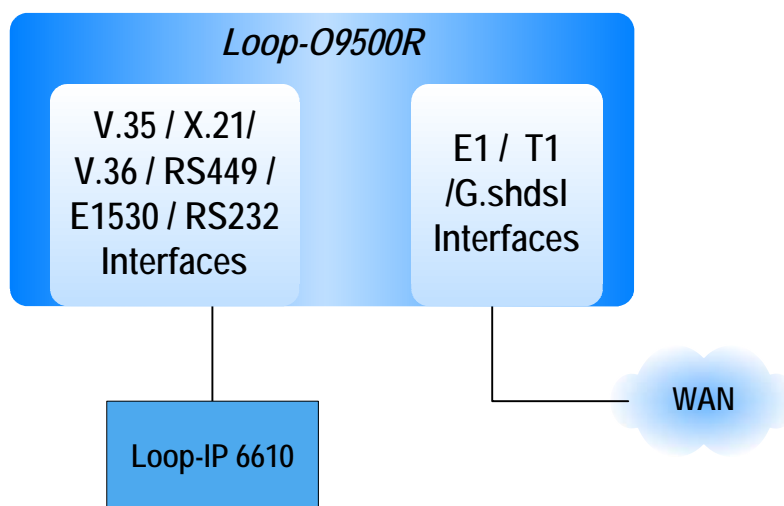 Loop-O9500R
V.35 / X.21/
V.36 / RS449 /
E1530 / RS232
Interfaces
E1 / T1
/G.shdsl
Interfaces
WAN
Loop-IP 6610